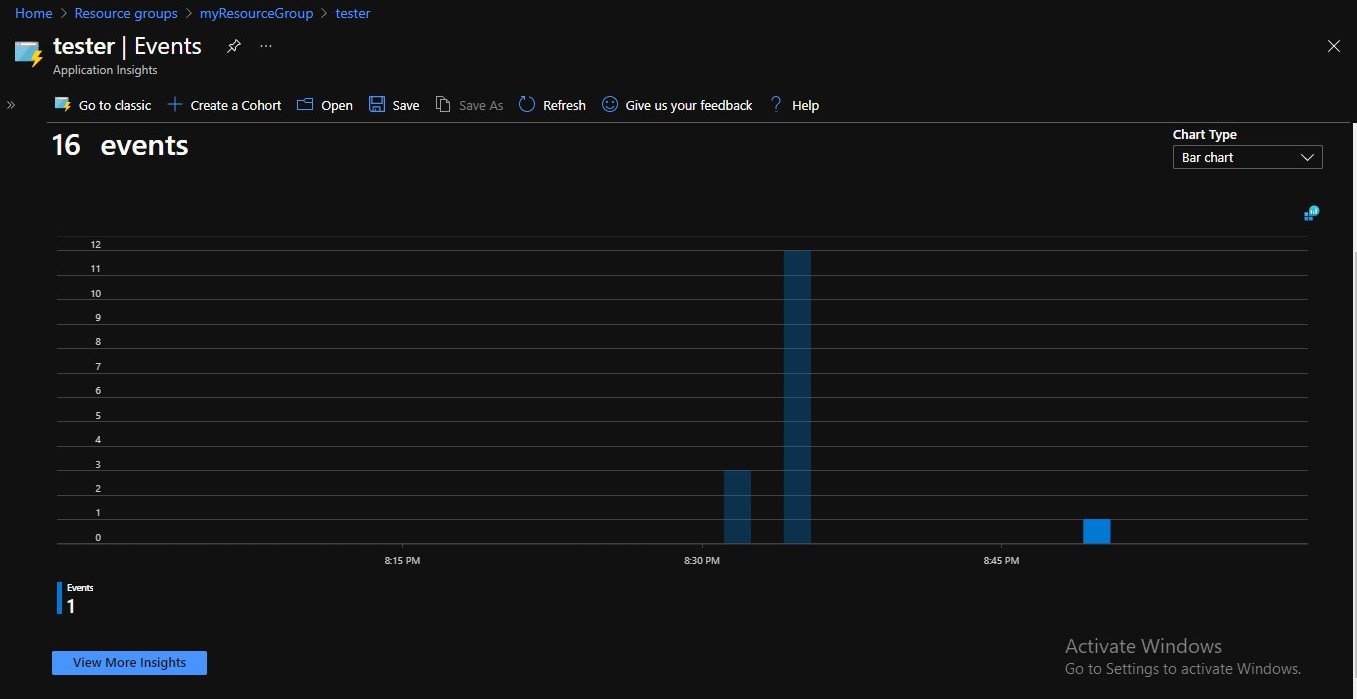 Home > Resource groups > myResourceGroup > tester
tester | Events
Application Insights
Go to classic Create a Cohort Open Save Save As Refresh Give us your feedback ? Help
16 events
Chart Type
Bar chart
12
11
10
9
8
7
6
5
4
3
2
1
0
8:15 PM 8:30 PM 8:45 PM
Events
1
View More Insights
Activate Windows
Go to Settings to activate Windows.